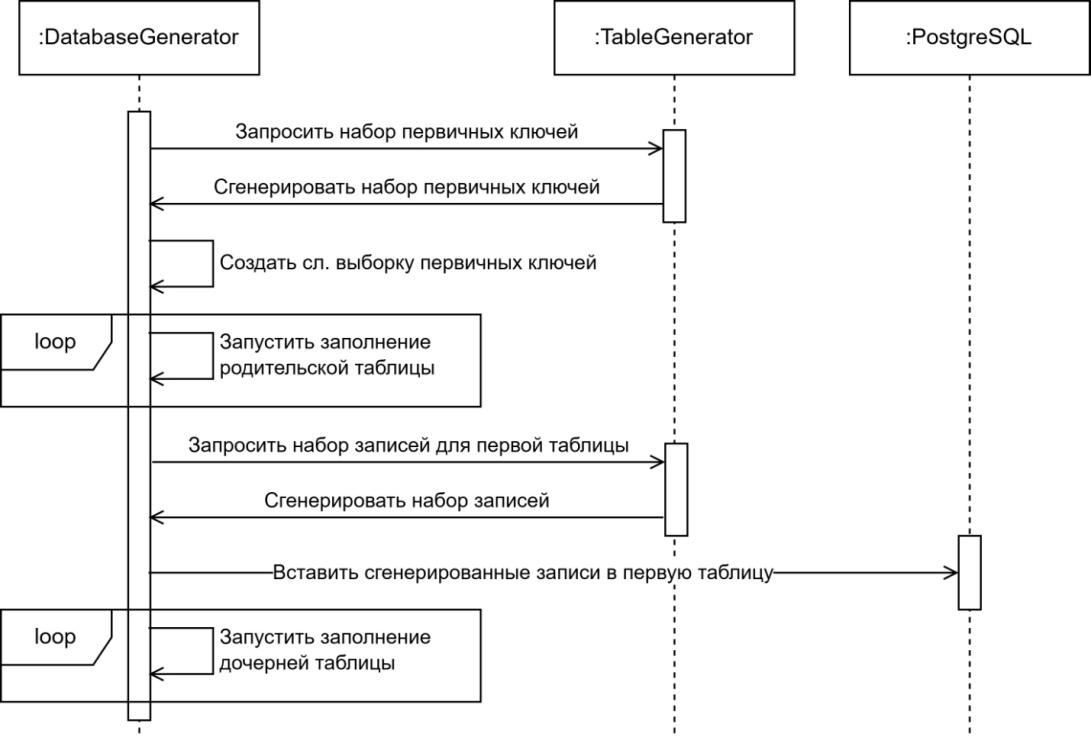 :DatabaseGenerator
:TableGenerator
:PostgreSQL
Запросить набор первичных ключей
Сгенерировать набор первичных ключей
Создать сл. выборку первичных ключей
loop
Запустить заполнение
родительской таблицы
Запросить набор записей для первой таблицы
Сгенерировать набор записей
Вставить сгенерированные записи в первую таблицу
loop
Запустить заполнение
дочерней таблицы